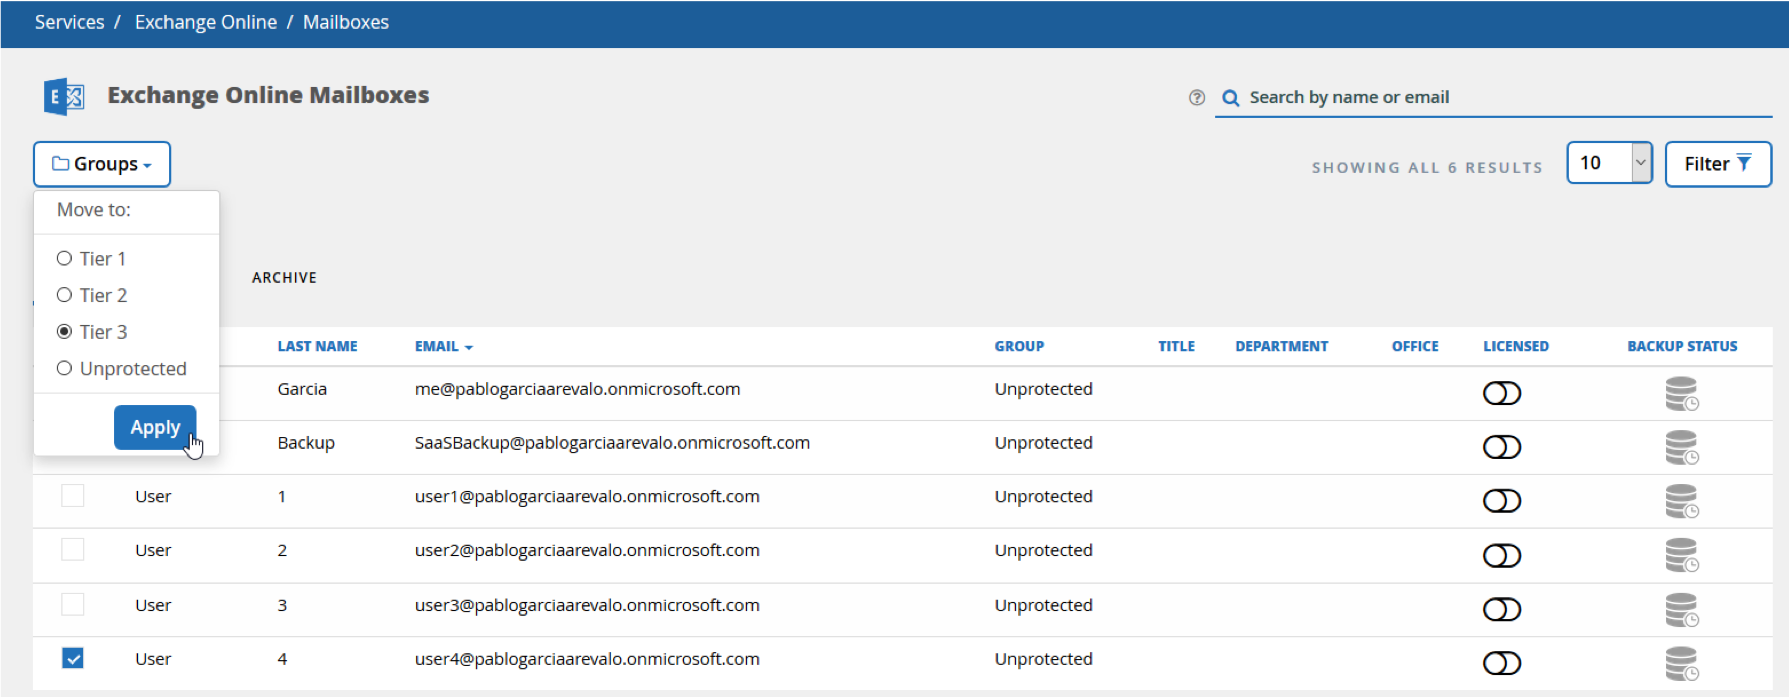 Services / Exchange Online / Mailboxes
Exchange Online Mailboxes
Search by name or email
Groups
SHOWING ALL 6 RESULTS
10
Filter
Move to:
Tier 1
Tier 2
Tier 3
Unprotected
Apply
ARCHIVE
LAST NAME EMAIL GROUP TITLE DEPARTMENT OFFICE LICENSED BACKUP STATUS
Garcia me@pablogarciaarevalo.onmicrosoft.com Unprotected
Backup SaaSBackup@pablogarciaarevalo.onmicrosoft.com Unprotected
User 1 user1@pablogarciaarevalo.onmicrosoft.com Unprotected
User 2 user2@pablogarciaarevalo.onmicrosoft.com Unprotected
User 3 user3@pablogarciaarevalo.onmicrosoft.com Unprotected
User 4 user4@pablogarciaarevalo.onmicrosoft.com Unprotected